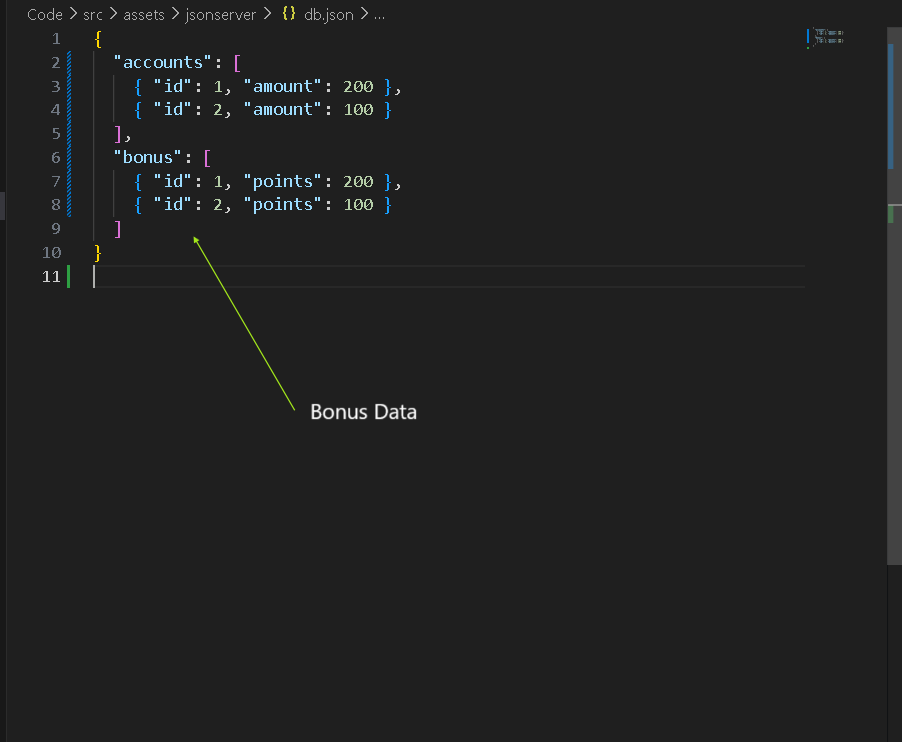 Code > src > assets > jsonserver > {} db.json > ...
1 {
2 "accounts": [
3 { "id": 1, "amount": 200 },
4 { "id": 2, "amount": 100 }
5 ],
6 "bonus": [
7 { "id": 1, "points": 200 },
8 { "id": 2, "points": 100 }
9 ]
10 }
11
Bonus Data